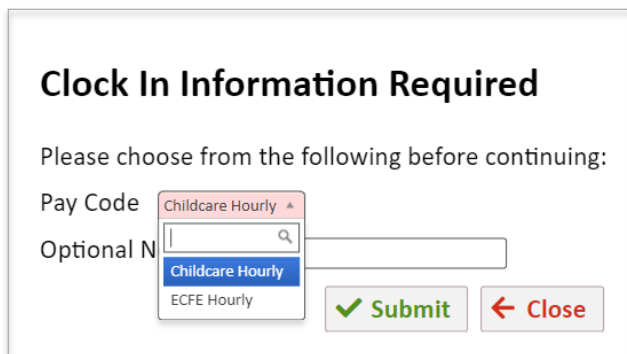 Clock In Information Required
Please choose from the following before continuing:
Pay Code Childcare Hourly
Optional N
Childcare Hourly
ECFE Hourly
Submit Close